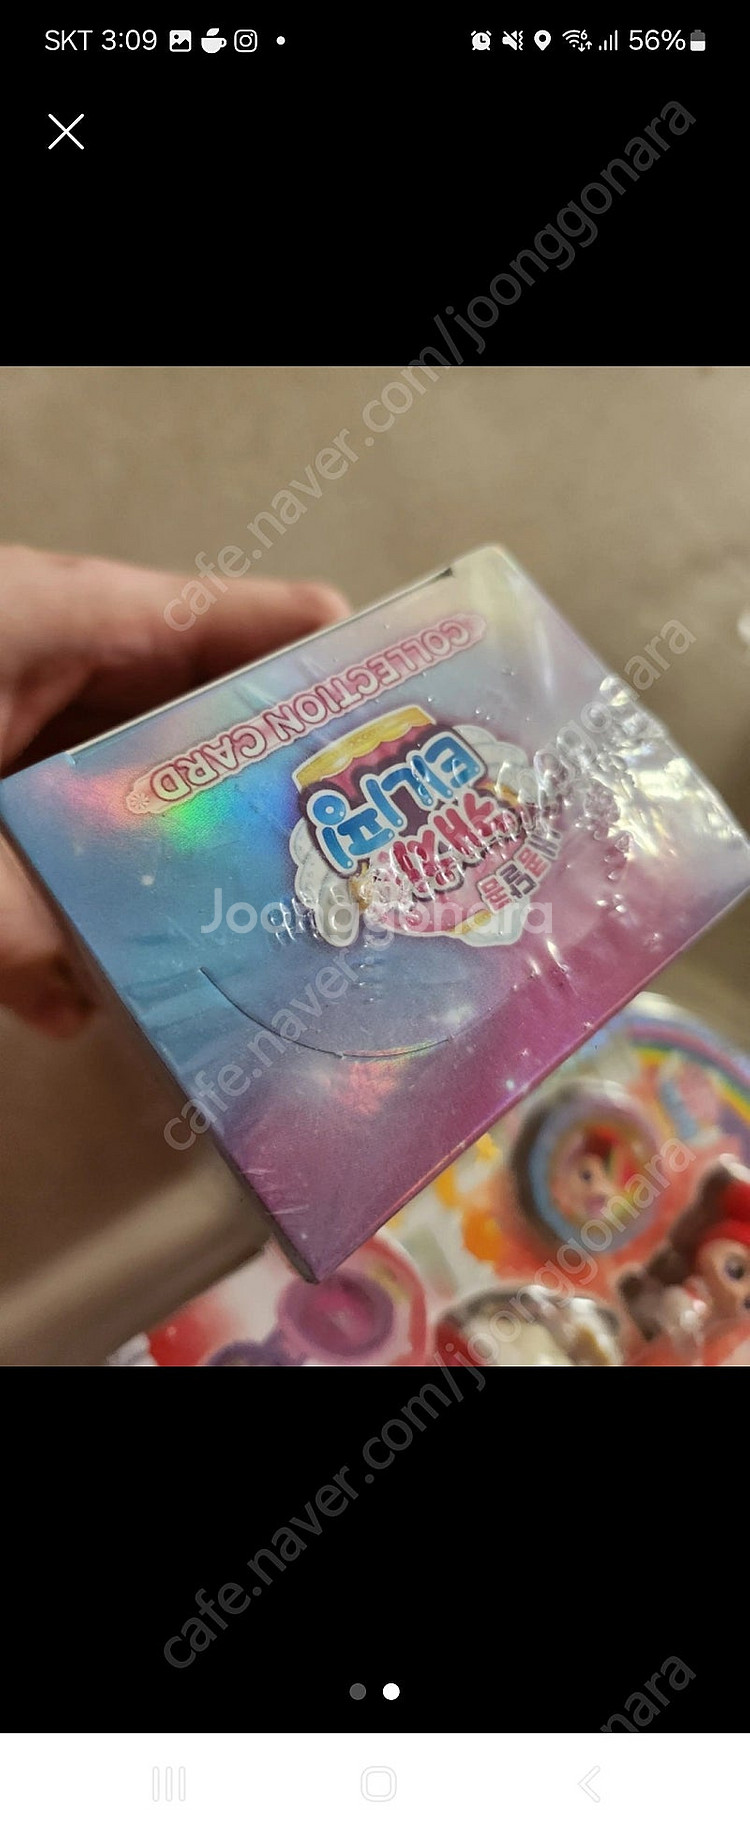 SKT 3:09
56%
cafe.naver.com/joonggonara
COLLECTION CARD
티니핑
Joonggonara
cafe.naver.com/joonggonara
cafe.naver.com/joonggonara
nara